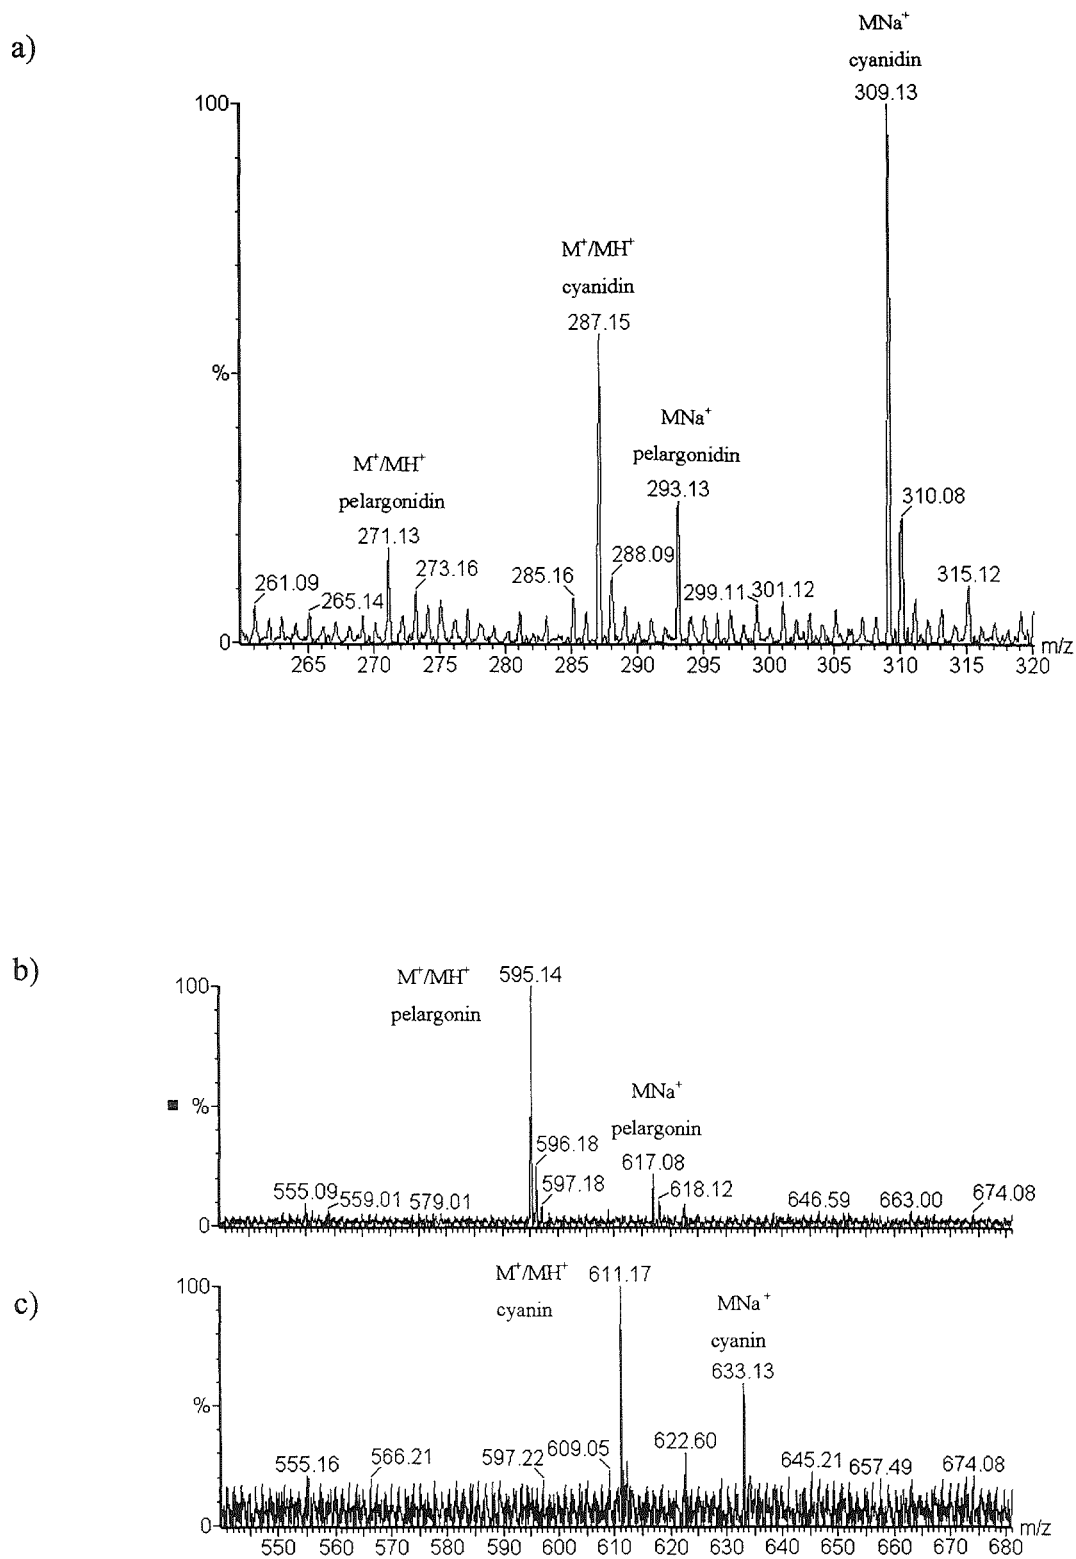 a)
MNa⁺
cyanidin
309.13
100
M⁺/MH⁺
cyanidin
287.15
%
MNa⁺
pelargonidin
293.13
M⁺/MH⁺
pelargonidin
271.13
310.08
273.16
285.16
288.09
315.12
261.09
265.14
299.11
301.12
0
265 270 275 280 285 290 295 300 305 310 315 320
m/z
b)
M⁺/MH⁺
pelargonin
595.14
100
%
MNa⁺
pelargonin
617.08
596.18
597.18
618.12
555.09
559.01
579.01
646.59
663.00
674.08
0
c)
M⁺/MH⁺
cyanin
611.17
100
MNa⁺
cyanin
633.13
%
555.16
566.21
597.22
609.05
622.60
645.21
657.49
674.08
0
m/z
550 560 570 580 590 600 610 620 630 640 650 660 670 680